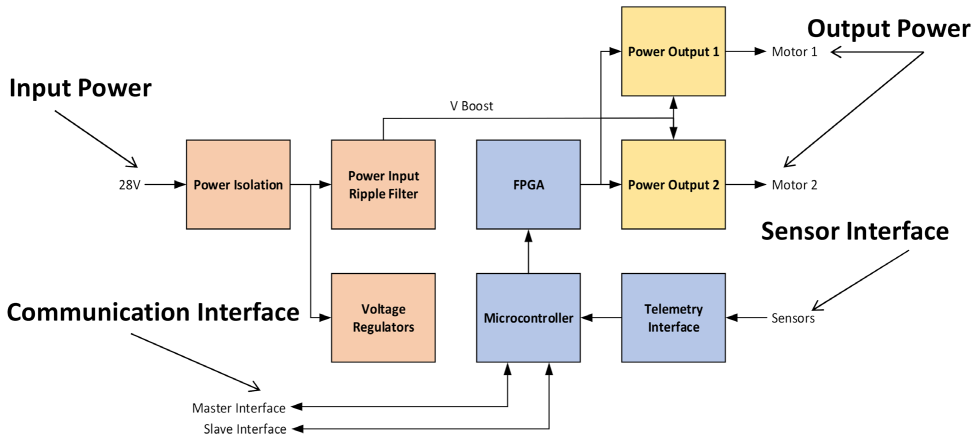 Output Power
Power Output 1
Motor 1
Input Power
V Boost
28V
Power Isolation
Power Input
Ripple Filter
FPGA
Power Output 2
Motor 2
Sensor Interface
Communication Interface
Voltage
Regulators
Microcontroller
Telemetry
Interface
Sensors
Master Interface
Slave Interface